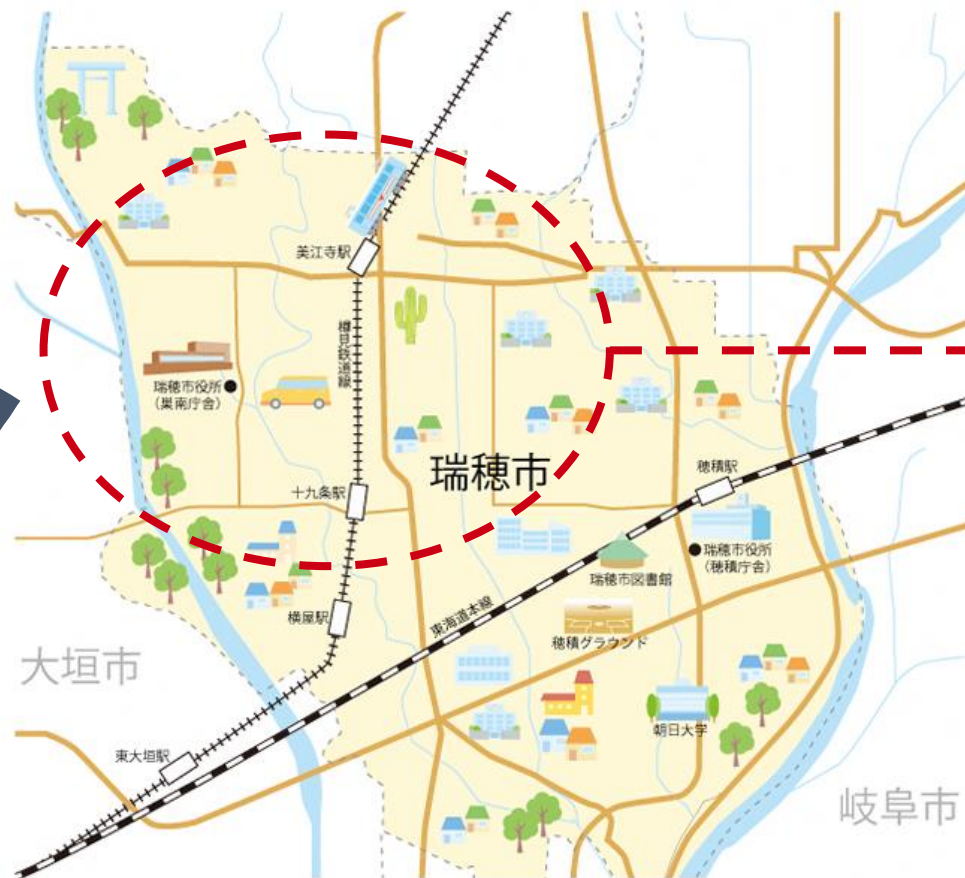 美江寺駅
樽見鉄道線
瑞穂市役所
（巣南庁舎）
瑞穂市
穂積駅
十九条駅
瑞穂市役所
（穂積庁舎）
瑞穂市図書館
横屋駅
東海道本線
穂積グラウンド
大垣市
朝日大学
東大垣駅
岐阜市